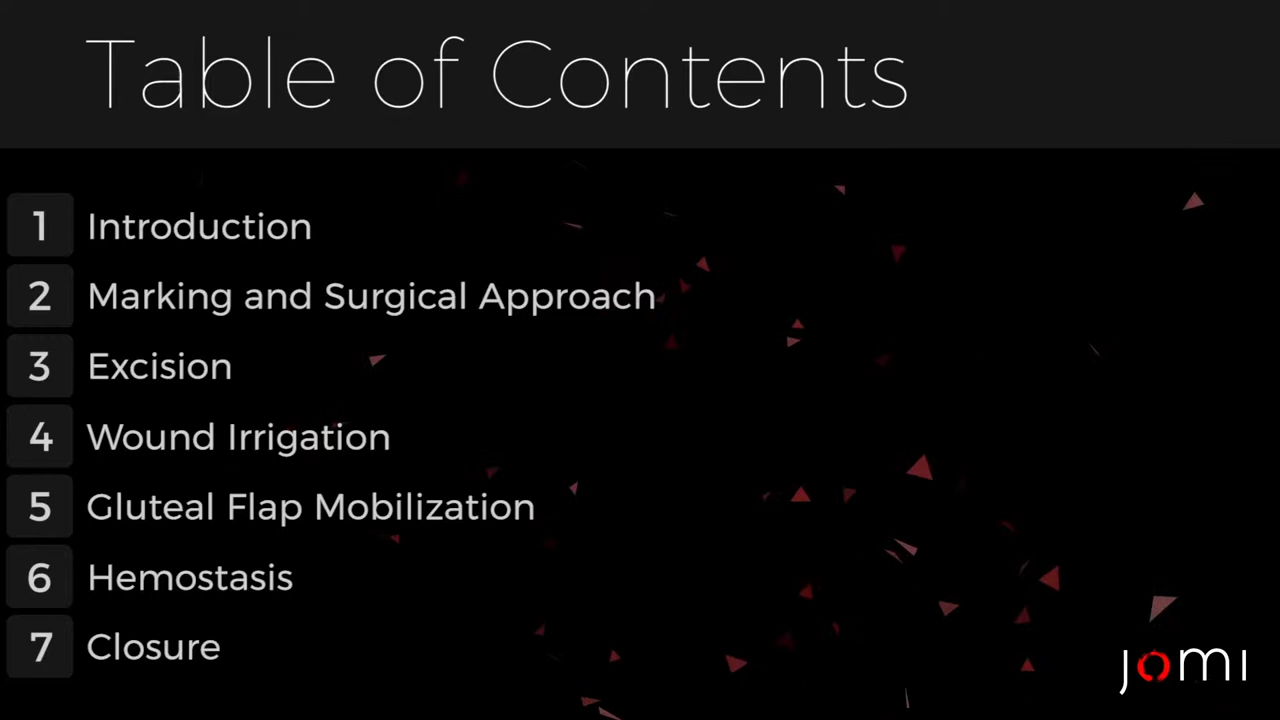 Table of Contents
1 Introduction
2 Marking and Surgical Approach
3 Excision
4 Wound Irrigation
5 Gluteal Flap Mobilization
6 Hemostasis
7 Closure
jomi